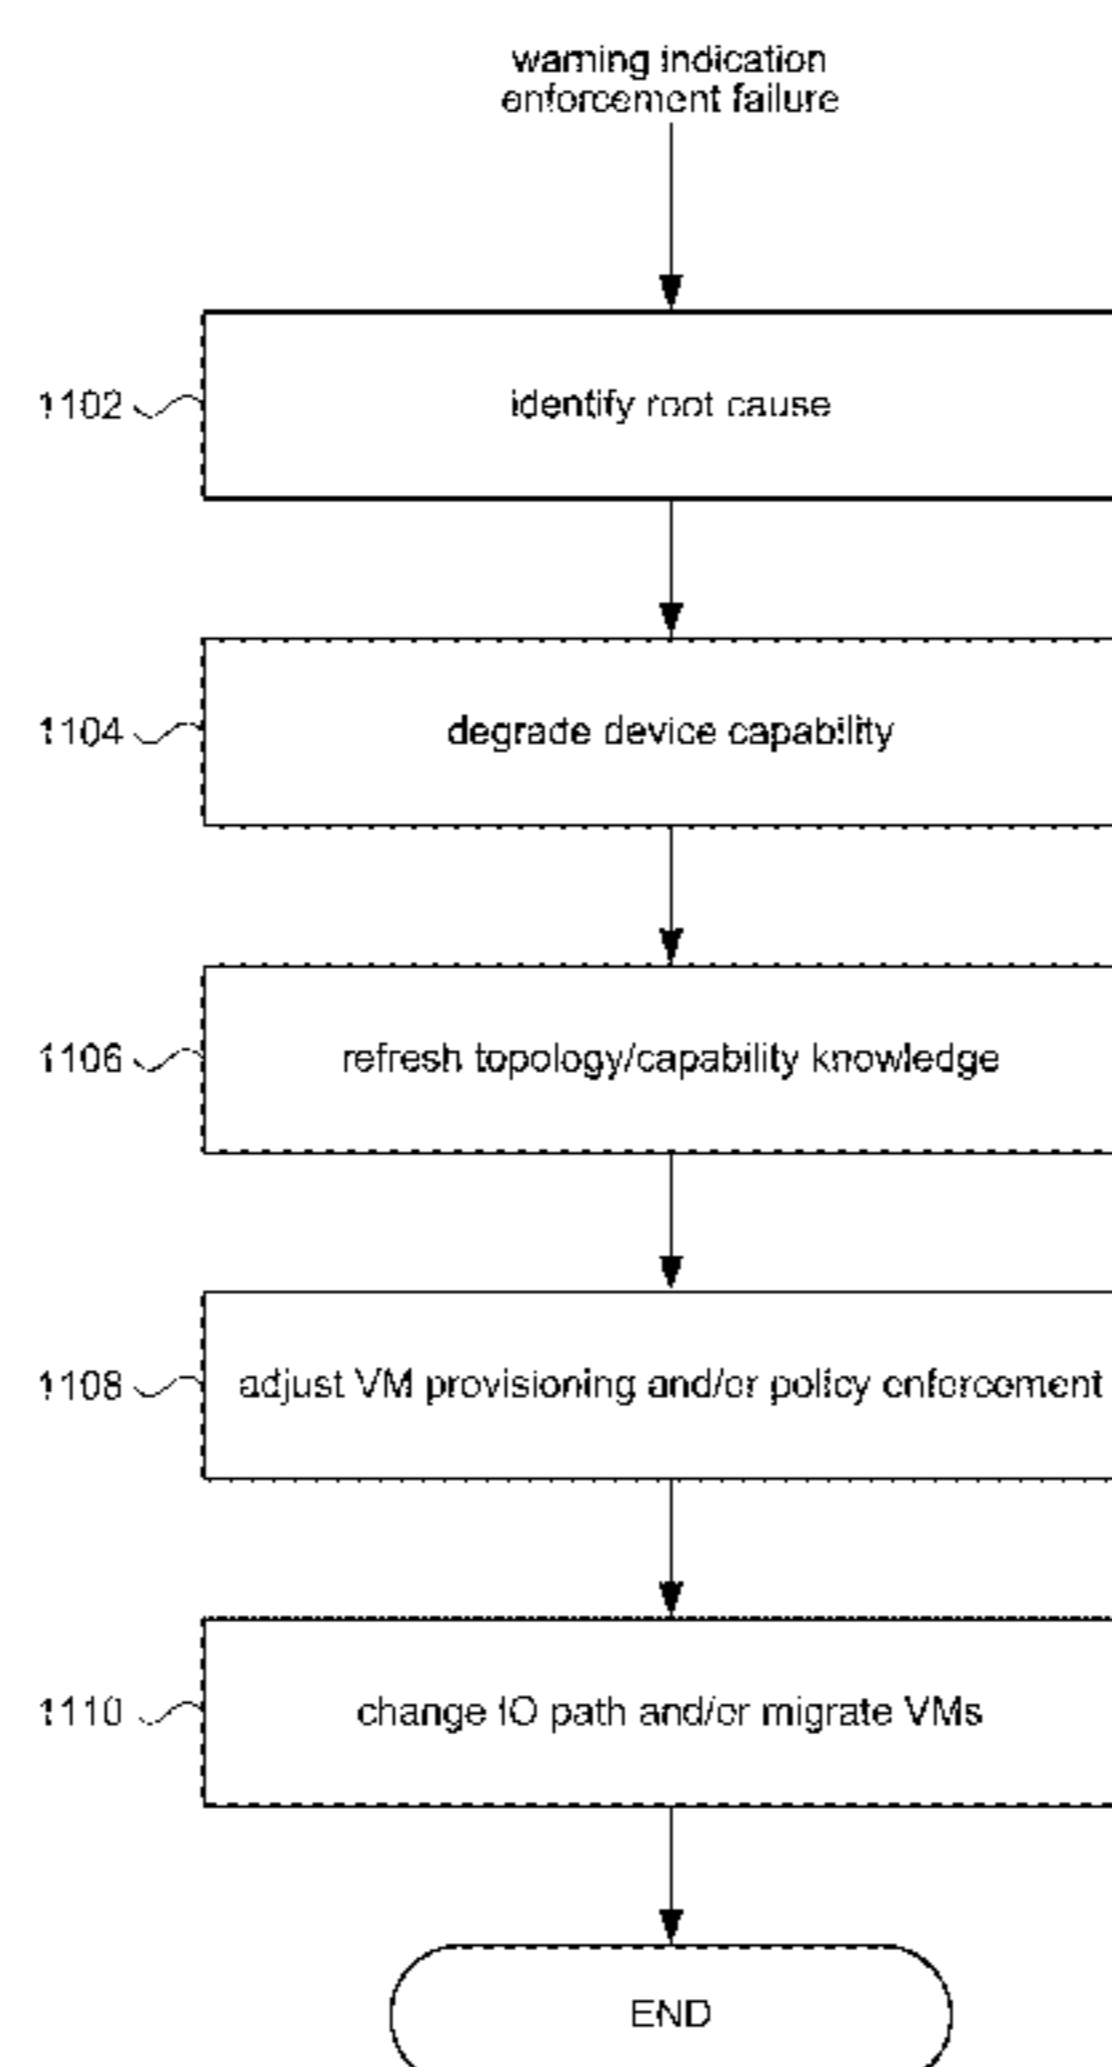 warning indication
enforcement failure
1102
identify root cause
1104
degrade device capability
1106
refresh topology/capability knowledge
1108
adjust VM provisioning and/or policy enforcement
1110
change IO path and/or migrate VMs
END